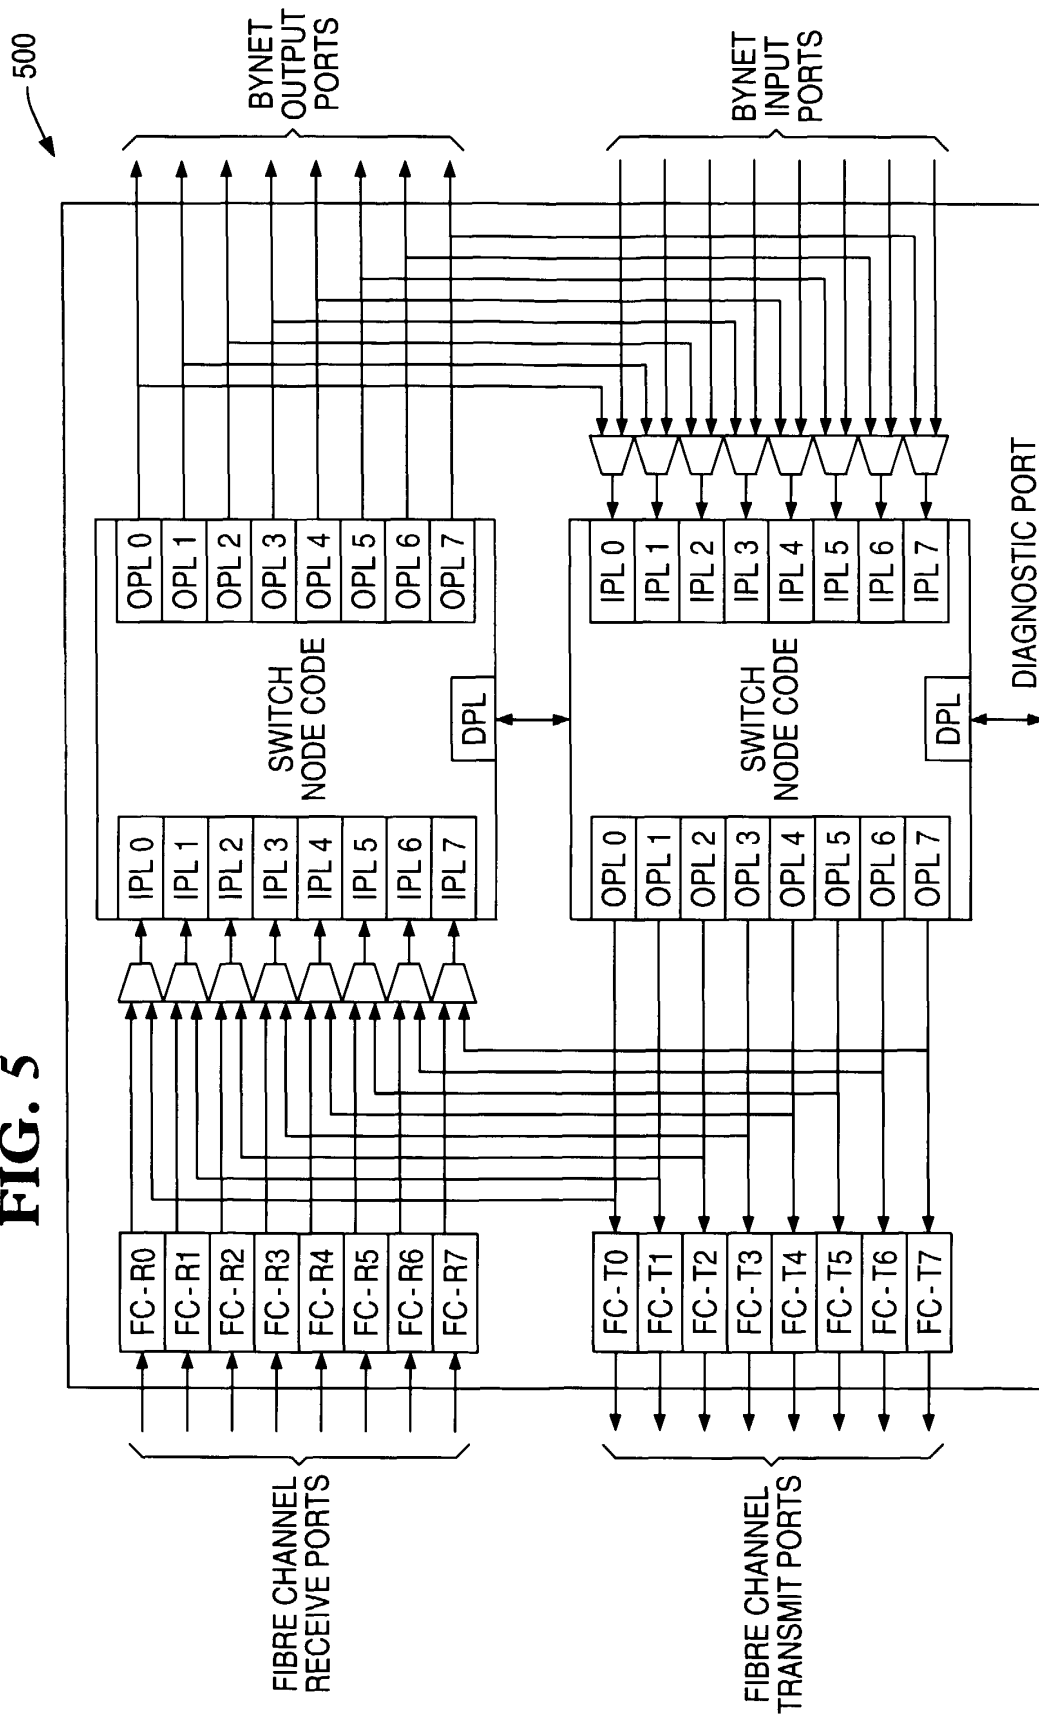 FIG. 5
500
FIBRE CHANNEL
RECEIVE PORTS
FC-R0
FC-R1
FC-R2
FC-R3
FC-R4
FC-R5
FC-R6
FC-R7
IPL 0
IPL 1
IPL 2
IPL 3
IPL 4
IPL 5
IPL 6
IPL 7
SWITCH
NODE CODE
DPL
OPL 0
OPL 1
OPL 2
OPL 3
OPL 4
OPL 5
OPL 6
OPL 7
BYNET
OUTPUT
PORTS
FIBRE CHANNEL
TRANSMIT PORTS
FC-T0
FC-T1
FC-T2
FC-T3
FC-T4
FC-T5
FC-T6
FC-T7
OPL 0
OPL 1
OPL 2
OPL 3
OPL 4
OPL 5
OPL 6
OPL 7
SWITCH
NODE CODE
DPL
IPL 0
IPL 1
IPL 2
IPL 3
IPL 4
IPL 5
IPL 6
IPL 7
BYNET
INPUT
PORTS
DIAGNOSTIC PORT